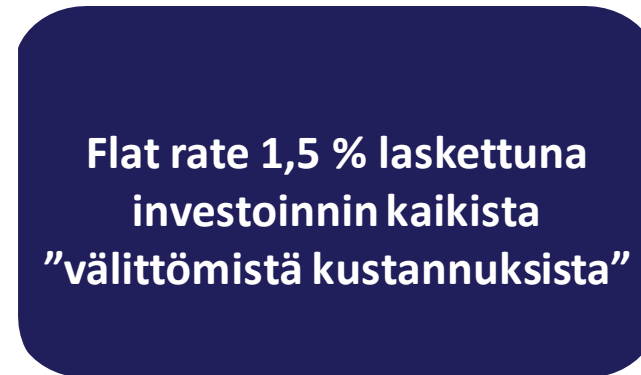 Flat rate 1,5 % laskettuna
investoinnin kaikista
”välittömistä kustannuksista”